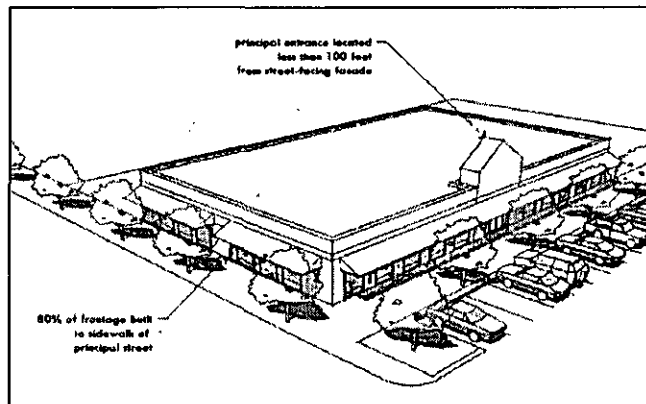 principal entrance located
less than 100 feet
from street-facing facade
80% of frontage built
to sidewalk of
principal street